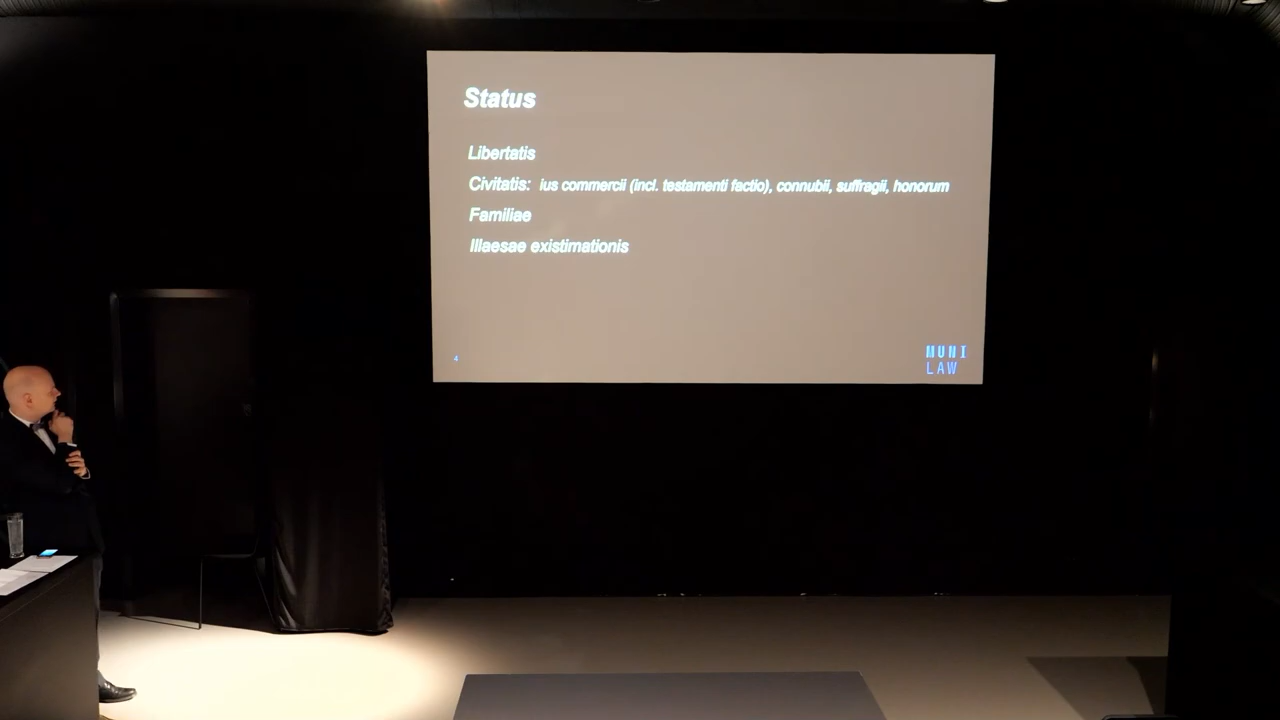 Status
Libertatis
Civitatis: ius commercii (incl. testamenti factio), connubii, suffragii, honorum
Familiae
Illaesae existimationis
4
MUNI
LAW